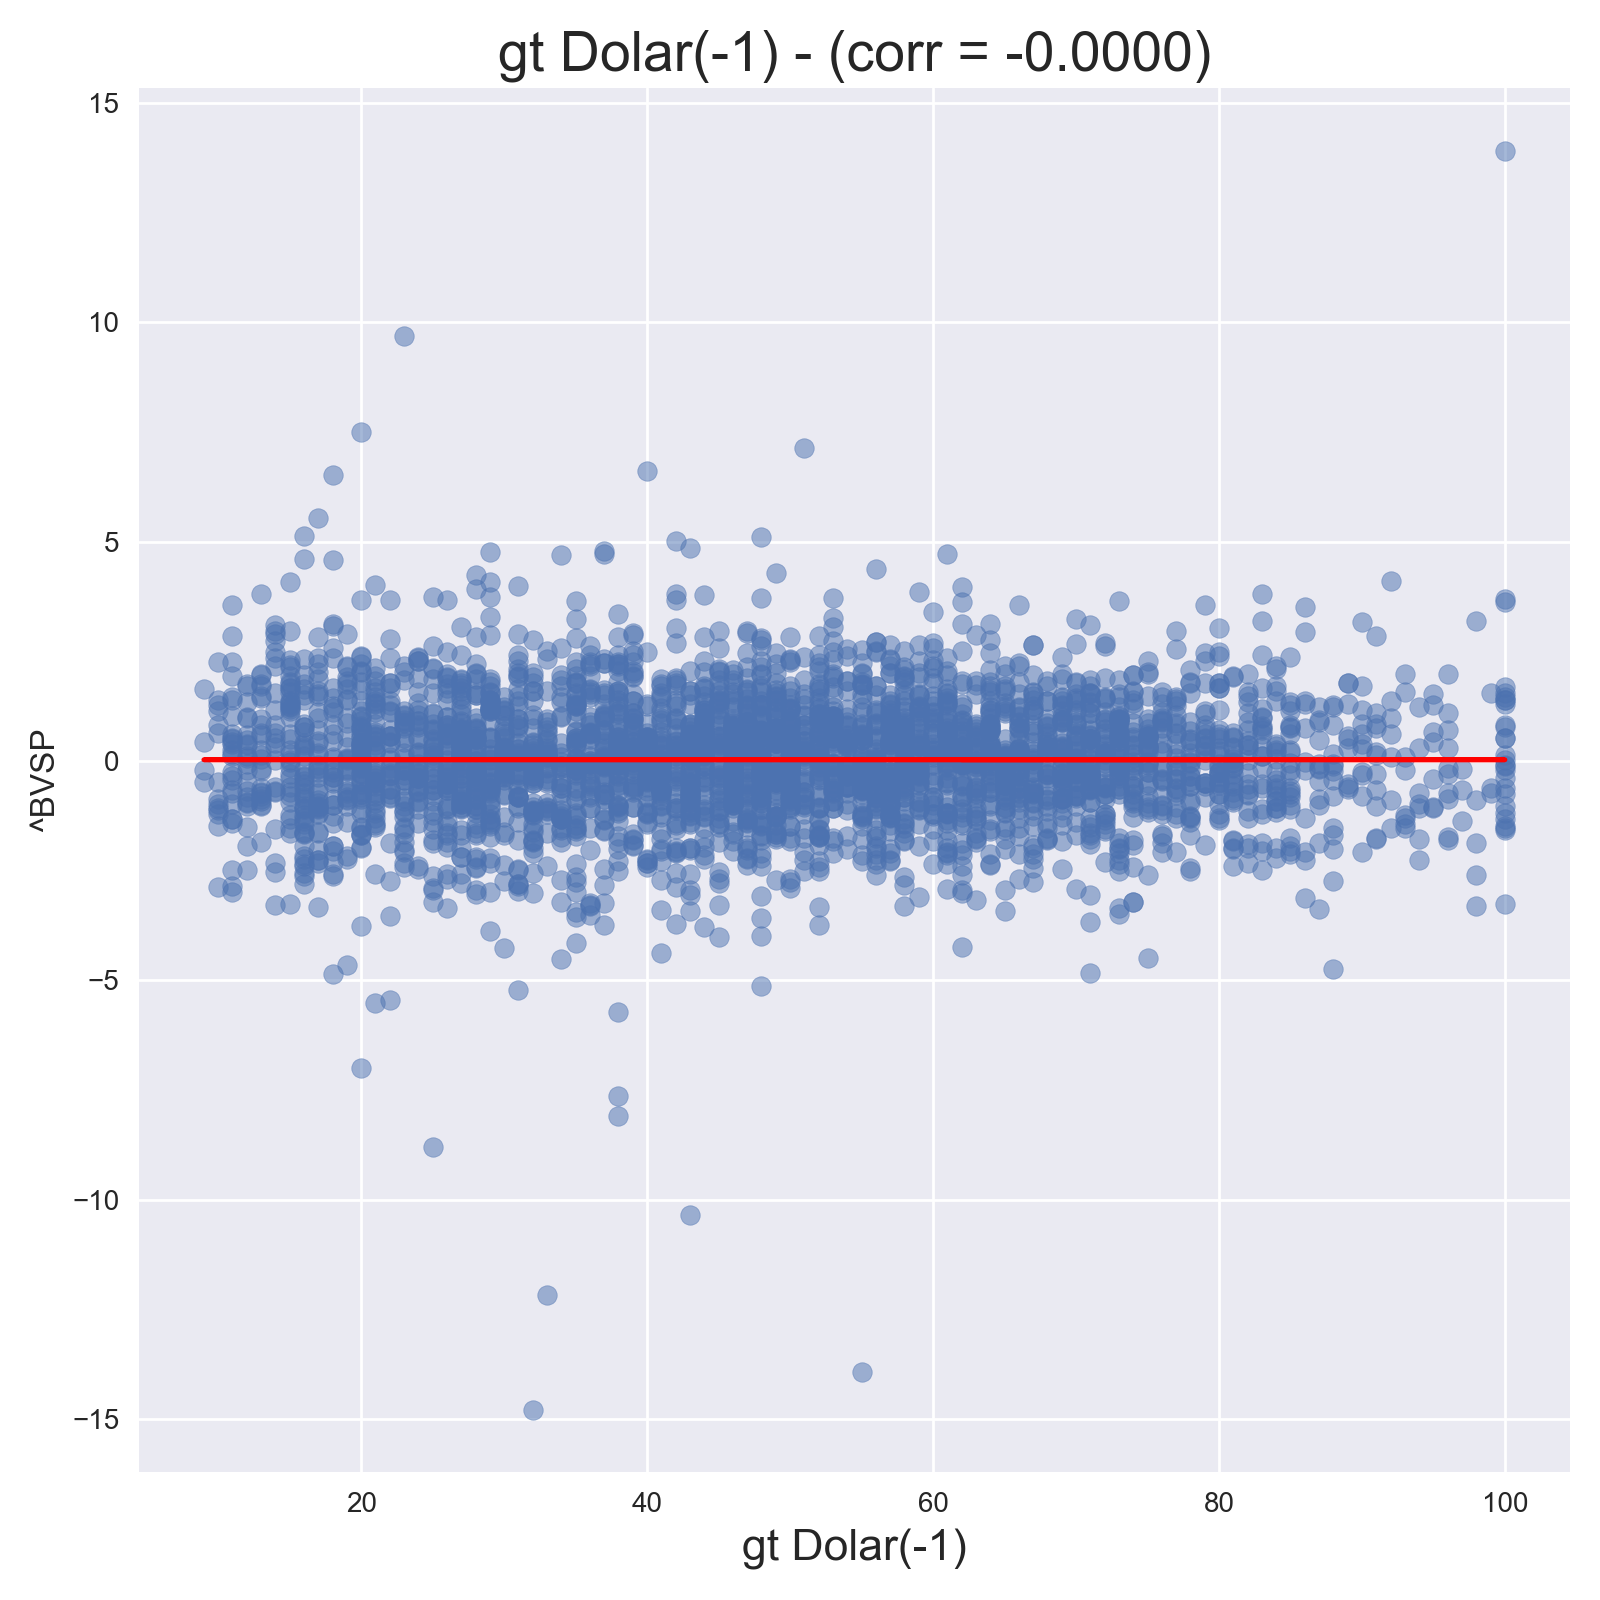 gt Dolar(-1) - (corr = -0.0000)
15
10
5
0
−5
−10
−15
^BVSP
20 40 60 80 100
gt Dolar(-1)